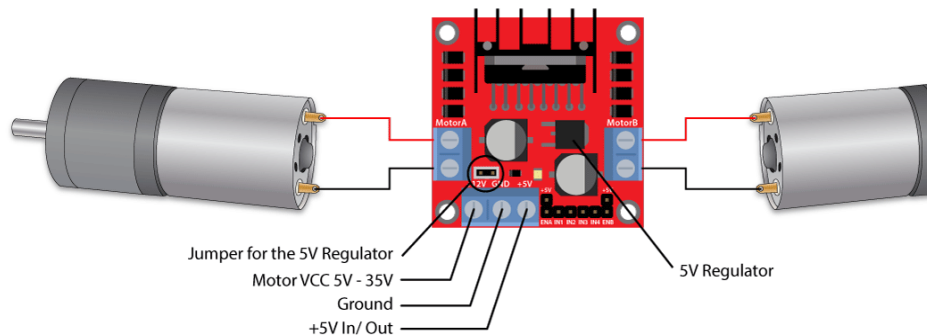 MotorA
MotorB
12V GND +5V
+5V
+5V
ENA IN1 IN2 IN3 IN4 ENB
Jumper for the 5V Regulator
Motor VCC 5V - 35V
Ground
+5V In/ Out
5V Regulator